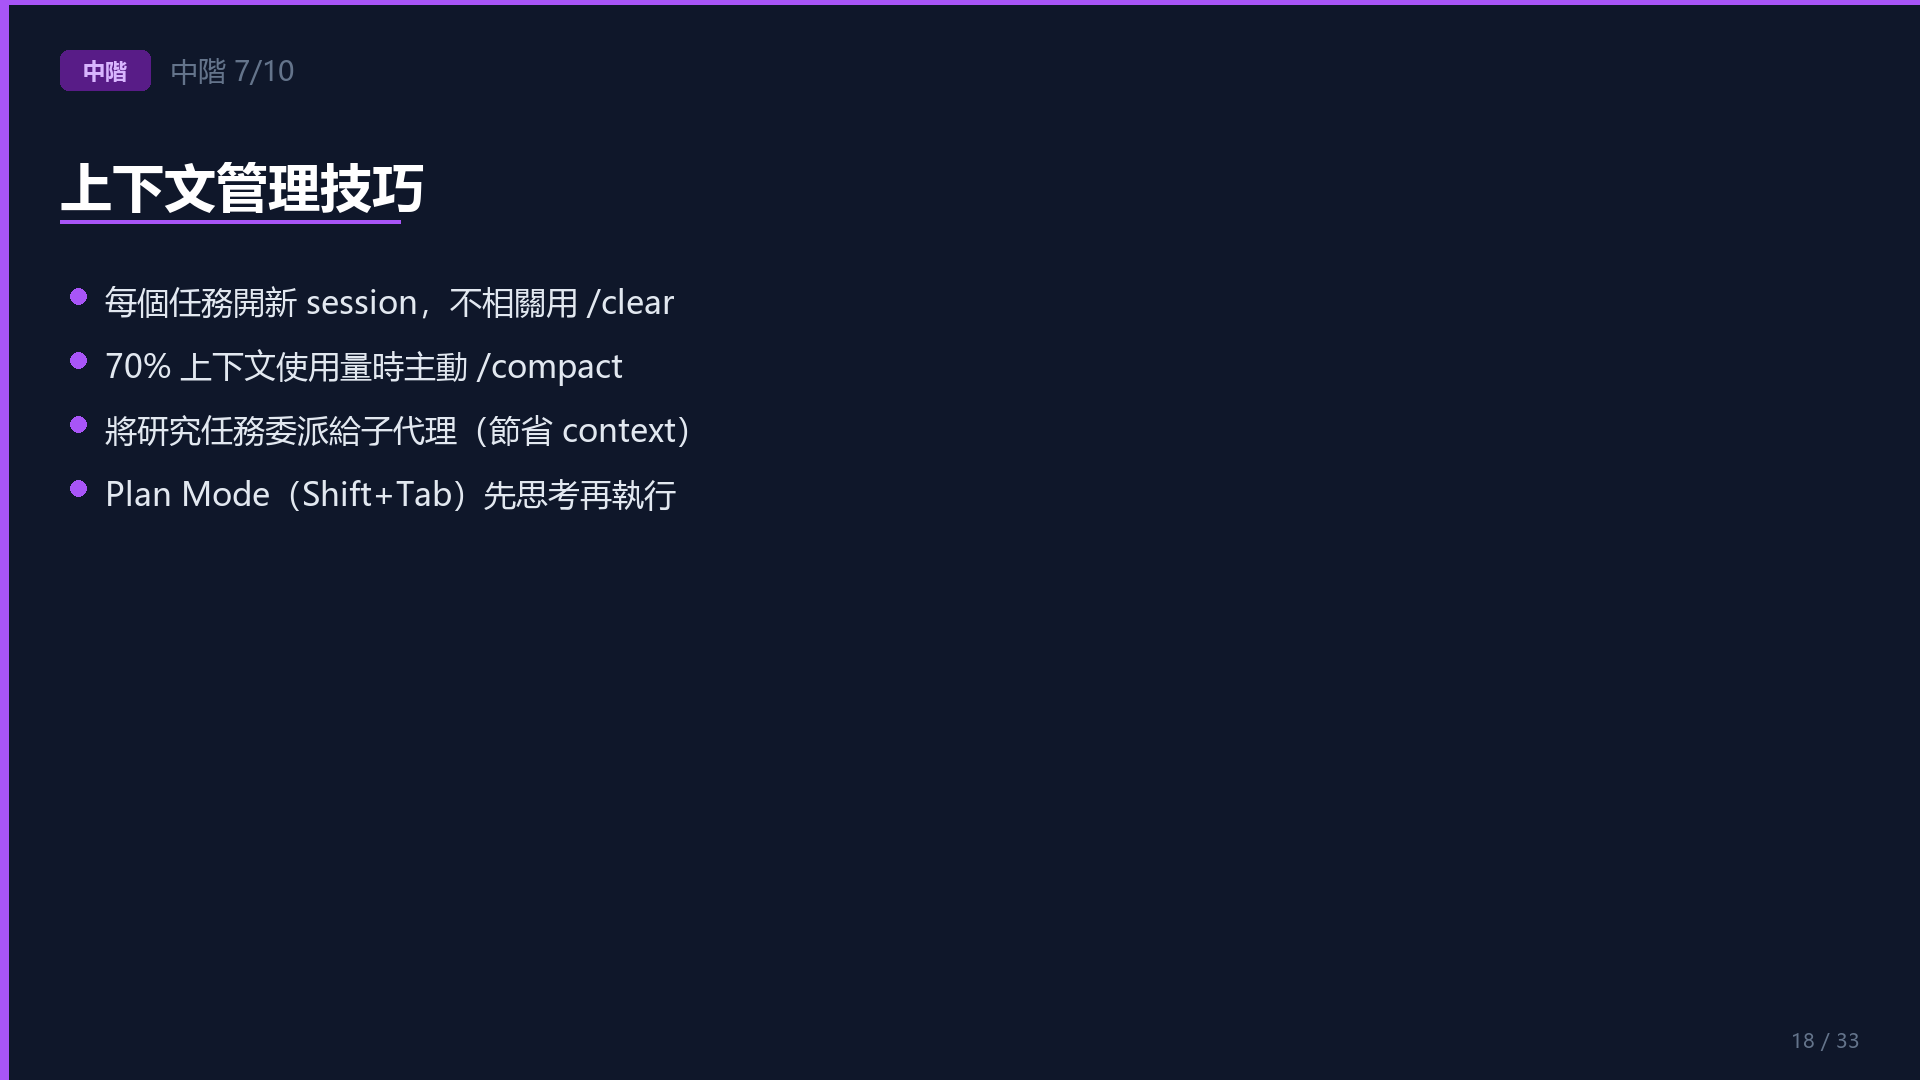 中階
中階 7/10
上下文管理技巧
每個任務開新 session，不相關用 /clear
70% 上下文使用量時主動 /compact
將研究任務委派給子代理（節省 context）
Plan Mode（Shift+Tab）先思考再執行
18 / 33